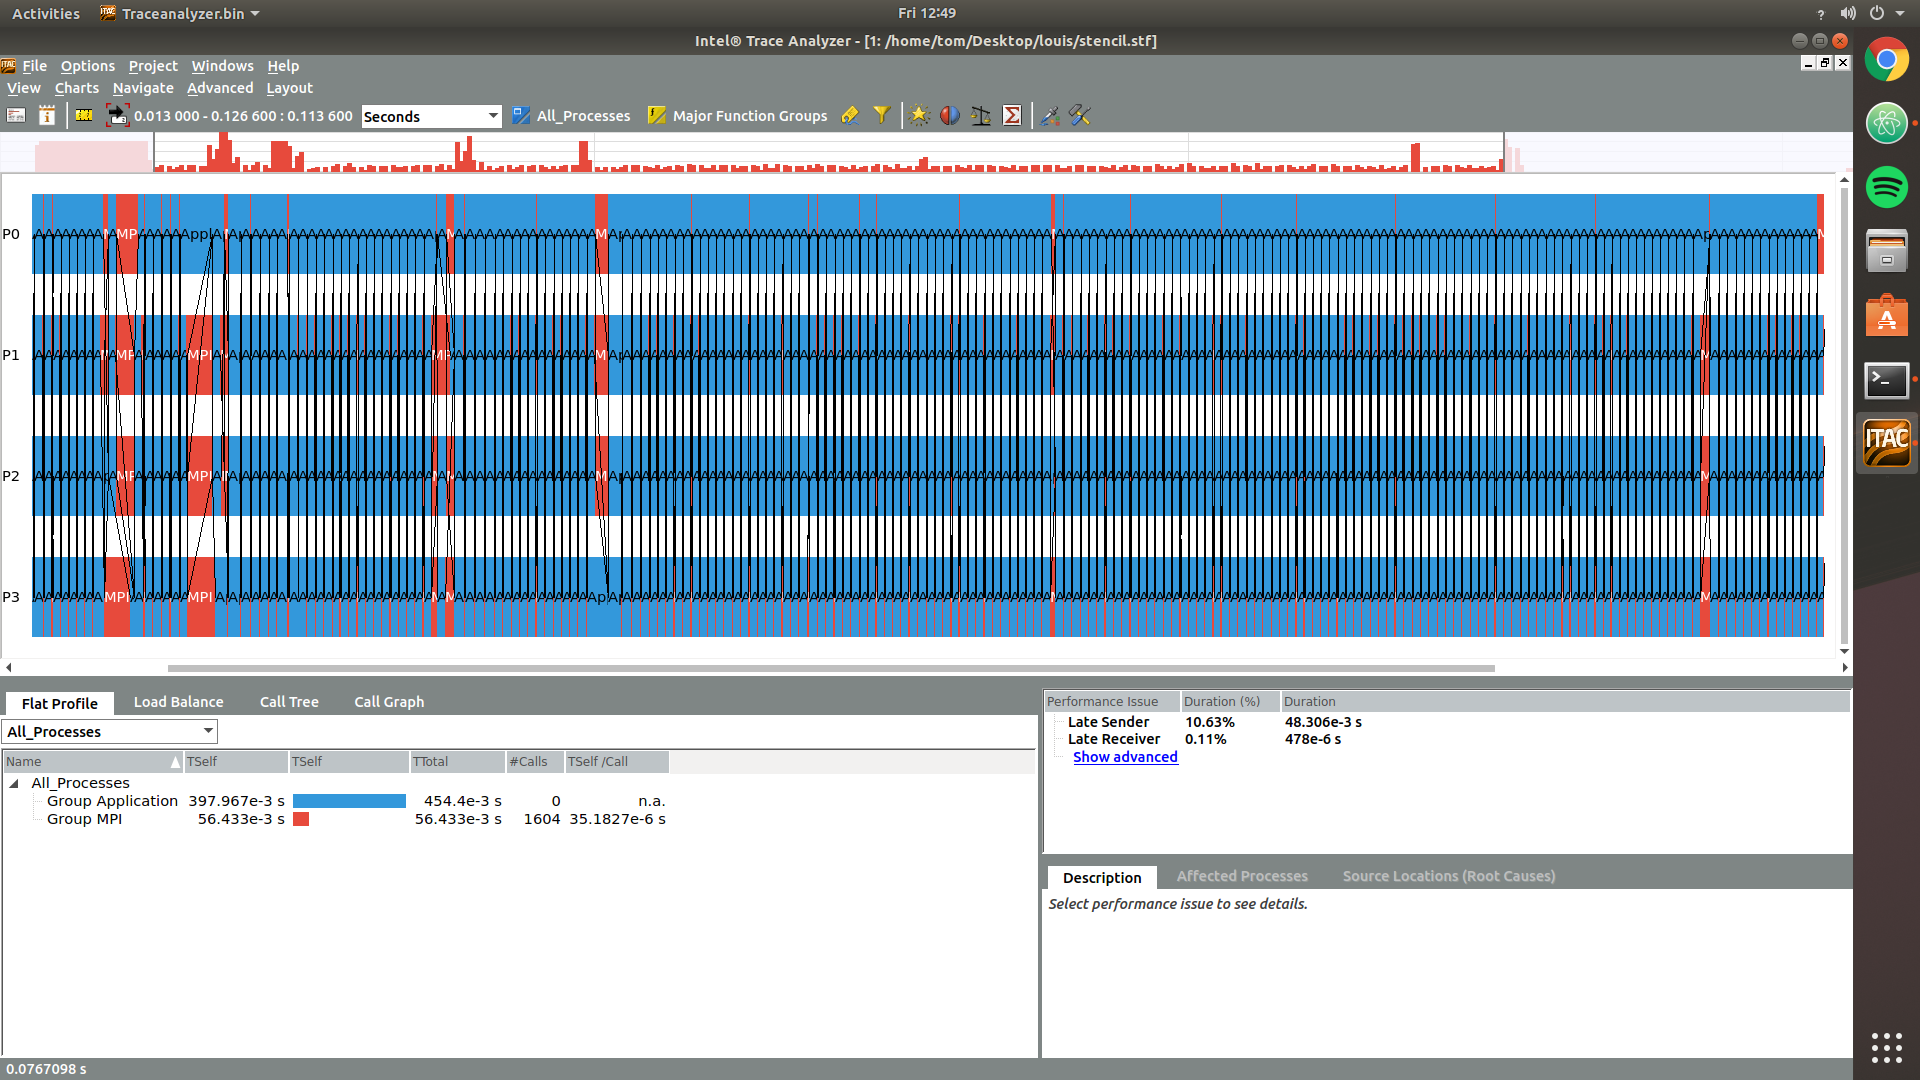 Activities Traceanalyzer.bin Fri 12:49 ?
Intel® Trace Analyzer - [1: /home/tom/Desktop/louis/stencil.stf]
ITAC File Options Project Windows Help
View Charts Navigate Advanced Layout
0.013 000 - 0.126 600 : 0.113 600 Seconds All_Processes Major Function Groups
P0
P1
P2
P3
ITAC
Flat Profile Load Balance Call Tree Call Graph
All_Processes
Name TSelf TSelf TTotal #Calls TSelf /Call
All_Processes
Group Application 397.967e-3 s 454.4e-3 s 0 n.a.
Group MPI 56.433e-3 s 56.433e-3 s 1604 35.1827e-6 s
Performance Issue Duration (%) Duration
Late Sender 10.63% 48.306e-3 s
Late Receiver 0.11% 478e-6 s
Show advanced
Description Affected Processes Source Locations (Root Causes)
Select performance issue to see details.
0.0767098 s